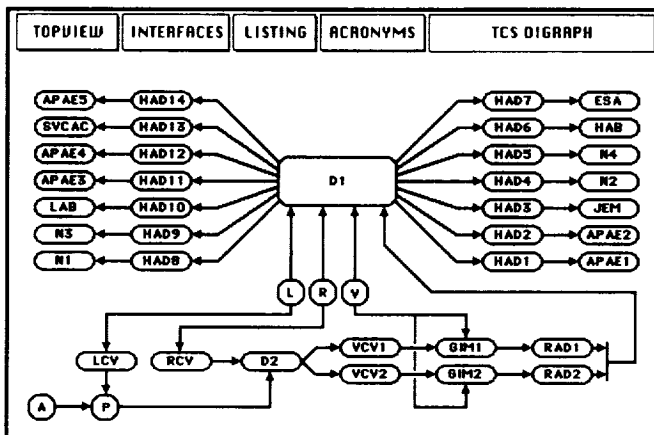 TOPVIEW INTERFACES LISTING ACRONYMS TCS DIGRAPH
APAE5 HAD14 HAD7 ESA
SVCAC HAD13 HAD6 HAB
APAE4 HAD12 HAD5 N4
APAE3 HAD11 D1 HAD4 N2
LAB HAD10 HAD3 JEM
N3 HAD9 HAD2 APAE2
N1 HAD8 HAD1 APAE1
L R V
VCV1 GIM1 RAD1
LCV RCV D2
VCV2 GIM2 RAD2
A P